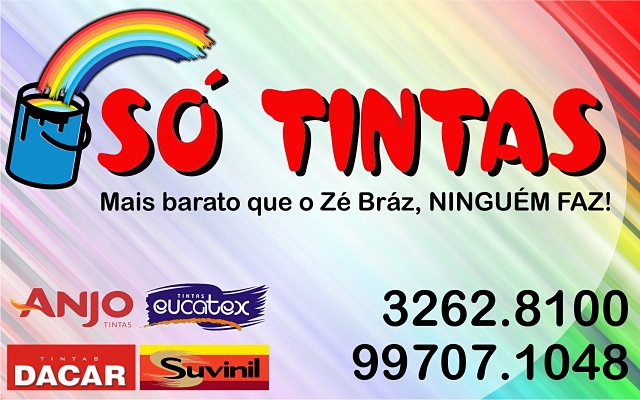 SÓ TINTAS
Mais barato que o Zé Bráz, NINGUÉM FAZ!
ANJO
TINTAS
TINTAS
eucatex
3262.8100
TINTAS
DACAR
Suvinil
99707.1048